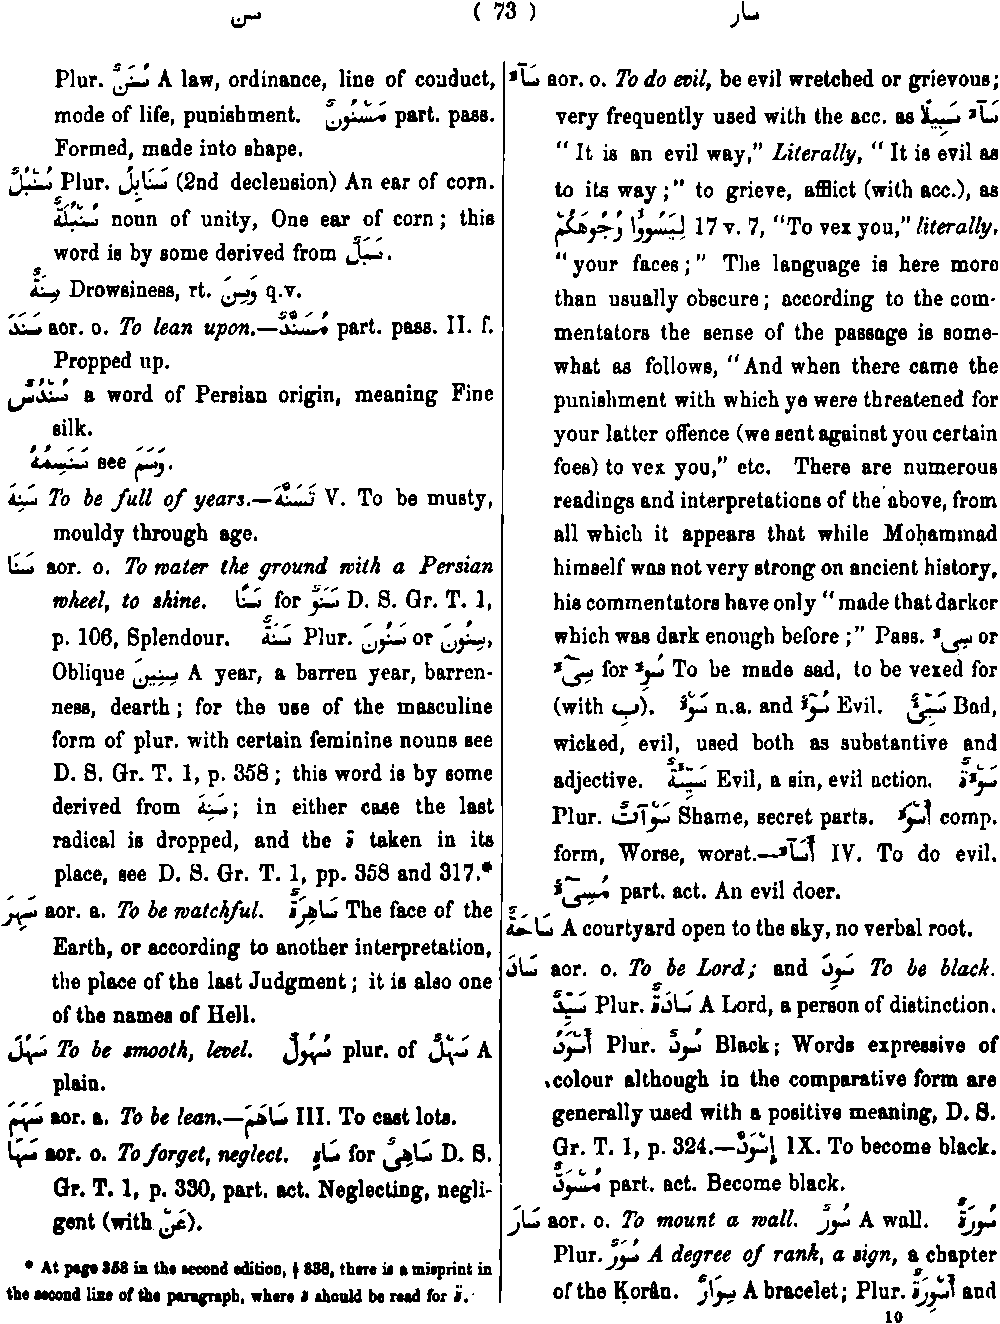 سن ( 73 ) سار
Plur. سُنَنٌ A law, ordinance, line of conduct,
mode of life, punishment. مَسْنُونٌ part. pass.
Formed, made into shape.
سُنْبُلٌ Plur. سَنَابِلُ (2nd declension) An ear of corn.
سُنْبُلَةٌ noun of unity, One ear of corn; this
word is by some derived from سَبَلٌ.
سِنَةٌ Drowsiness, rt. وَسِنَ q.v.
سَنَدَ aor. o. To lean upon.—مُسَنَّدٌ part. pass. II. f.
Propped up.
سُنْدُسٌ a word of Persian origin, meaning Fine
silk.
سَنَسِمُهُ see وَسَمَ.
سَنِهَ To be full of years.—تَسَنَّهَ V. To be musty,
mouldy through age.
سَنَا aor. o. To water the ground with a Persian
wheel, to shine. سَنًا for سَنَوٌ D. S. Gr. T. 1,
p. 106, Splendour. سَنَةٌ Plur. سَنُونَ or سِنُونَ,
Oblique سِنِينَ A year, a barren year, barren-
ness, dearth; for the use of the masculine
form of plur. with certain feminine nouns see
D. S. Gr. T. 1, p. 358; this word is by some
derived from سَنِهَ; in either case the last
radical is dropped, and the ة taken in its
place, see D. S. Gr. T. 1, pp. 358 and 317.*
سَهِرَ aor. a. To be watchful. سَاهِرَةٌ The face of the
Earth, or according to another interpretation,
the place of the last Judgment; it is also one
of the names of Hell.
سَهُلَ To be smooth, level. سُهُولٌ plur. of سَهْلٌ A
plain.
سَهَمَ aor. a. To be lean.—سَاهَمَ III. To cast lots.
سَهَا aor. o. To forget, neglect. سَاهٍ for سَاهِىٌ D. S.
Gr. T. 1, p. 330, part. act. Neglecting, negli-
gent (with عَنْ).
* At page 358 in the second edition, § 838, there is a misprint in
the second line of the paragraph, where ة should be read for ة.
سَآءَ aor. o. To do evil, be evil wretched or grievous;
very frequently used with the acc. as سَآءَ سَبِيلًا
" It is an evil way," Literally, " It is evil as
to its way;" to grieve, afflict (with acc.), as
لِيَسُوؤُا وُجُوهَكُمْ 17 v. 7, "To vex you," literally,
"your faces;" The language is here more
than usually obscure; according to the com-
mentators the sense of the passage is some-
what as follows, "And when there came the
punishment with which ye were threatened for
your latter offence (we sent against you certain
foes) to vex you," etc. There are numerous
readings and interpretations of the above, from
all which it appears that while Moḥammad
himself was not very strong on ancient history,
his commentators have only "made that darker
which was dark enough before;" Pass. سِىءَ or
سِىٓءَ for سُوِءَ To be made sad, to be vexed for
(with بِ). سَوْءٌ n.a. and سُوْءٌ Evil. سَيِّئٌ Bad,
wicked, evil, used both as substantive and
adjective. سَيِّئَةٌ Evil, a sin, evil action. سَوْءَةٌ
Plur. سَوْآتٌ Shame, secret parts. أَسْوَءُ comp.
form, Worse, worst.—أَسَآءَ IV. To do evil.
مُسِىٓءٌ part. act. An evil doer.
سَاحَةٌ A courtyard open to the sky, no verbal root.
سَادَ aor. o. To be Lord; and سَوِدَ To be black.
سَيِّدٌ Plur. سَادَةٌ A Lord, a person of distinction.
أَسْوَدُ Plur. سُودٌ Black; Words expressive of
colour although in the comparative form are
generally used with a positive meaning, D. S.
Gr. T. 1, p. 324.—إِسْوَدَّ IX. To become black.
مُسْوَدٌّ part. act. Become black.
سَارَ aor. o. To mount a wall. سُورٌ A wall. سُورَةٌ
Plur. سُوَرٌ A degree of rank, a sign, a chapter
of the Ḳorân. سِوَارٌ A bracelet; Plur. أَسْوِرَةٌ and
10